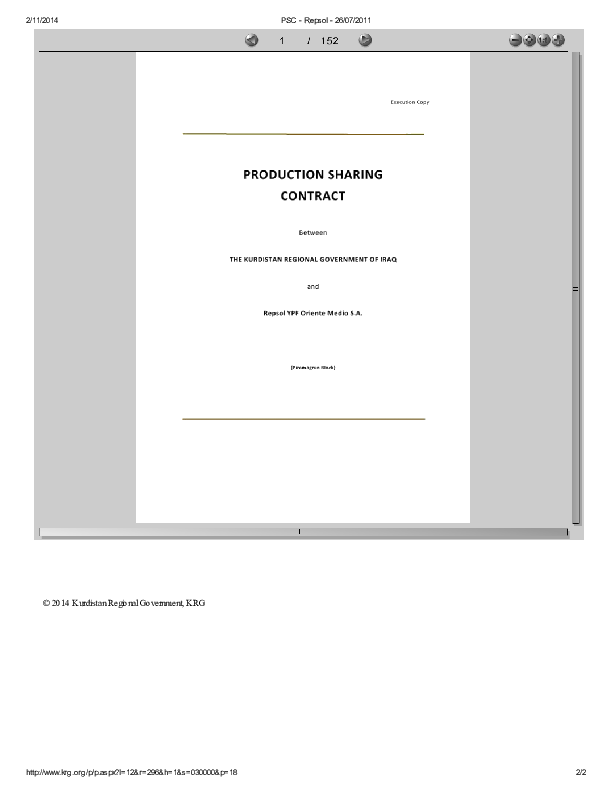 2/11/2014 PSC - Repsol - 26/07/2011
1 / 152
Execution Copy
PRODUCTION SHARING
CONTRACT
Between
THE KURDISTAN REGIONAL GOVERNMENT OF IRAQ
and
Repsol YPF Oriente Medio S.A.
(Piramagrun Block)
© 2014 Kurdistan Regional Government, KRG
http://www.krg.org/p/p.aspx?l=12&r=296&h=1&s=030000&p=18 2/2